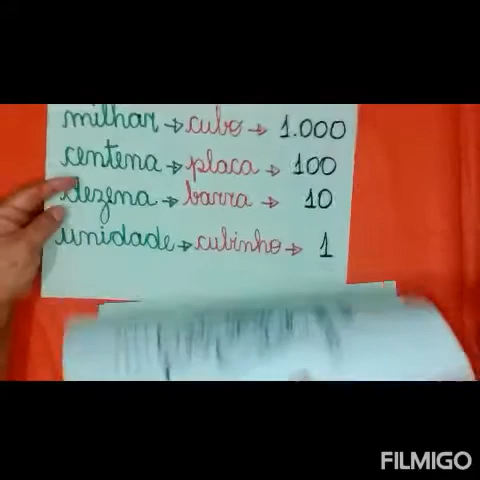 milhar → cubo → 1.000
centena → placa → 100
dezena → barra → 10
unidade → cubinho → 1
FILMIGO